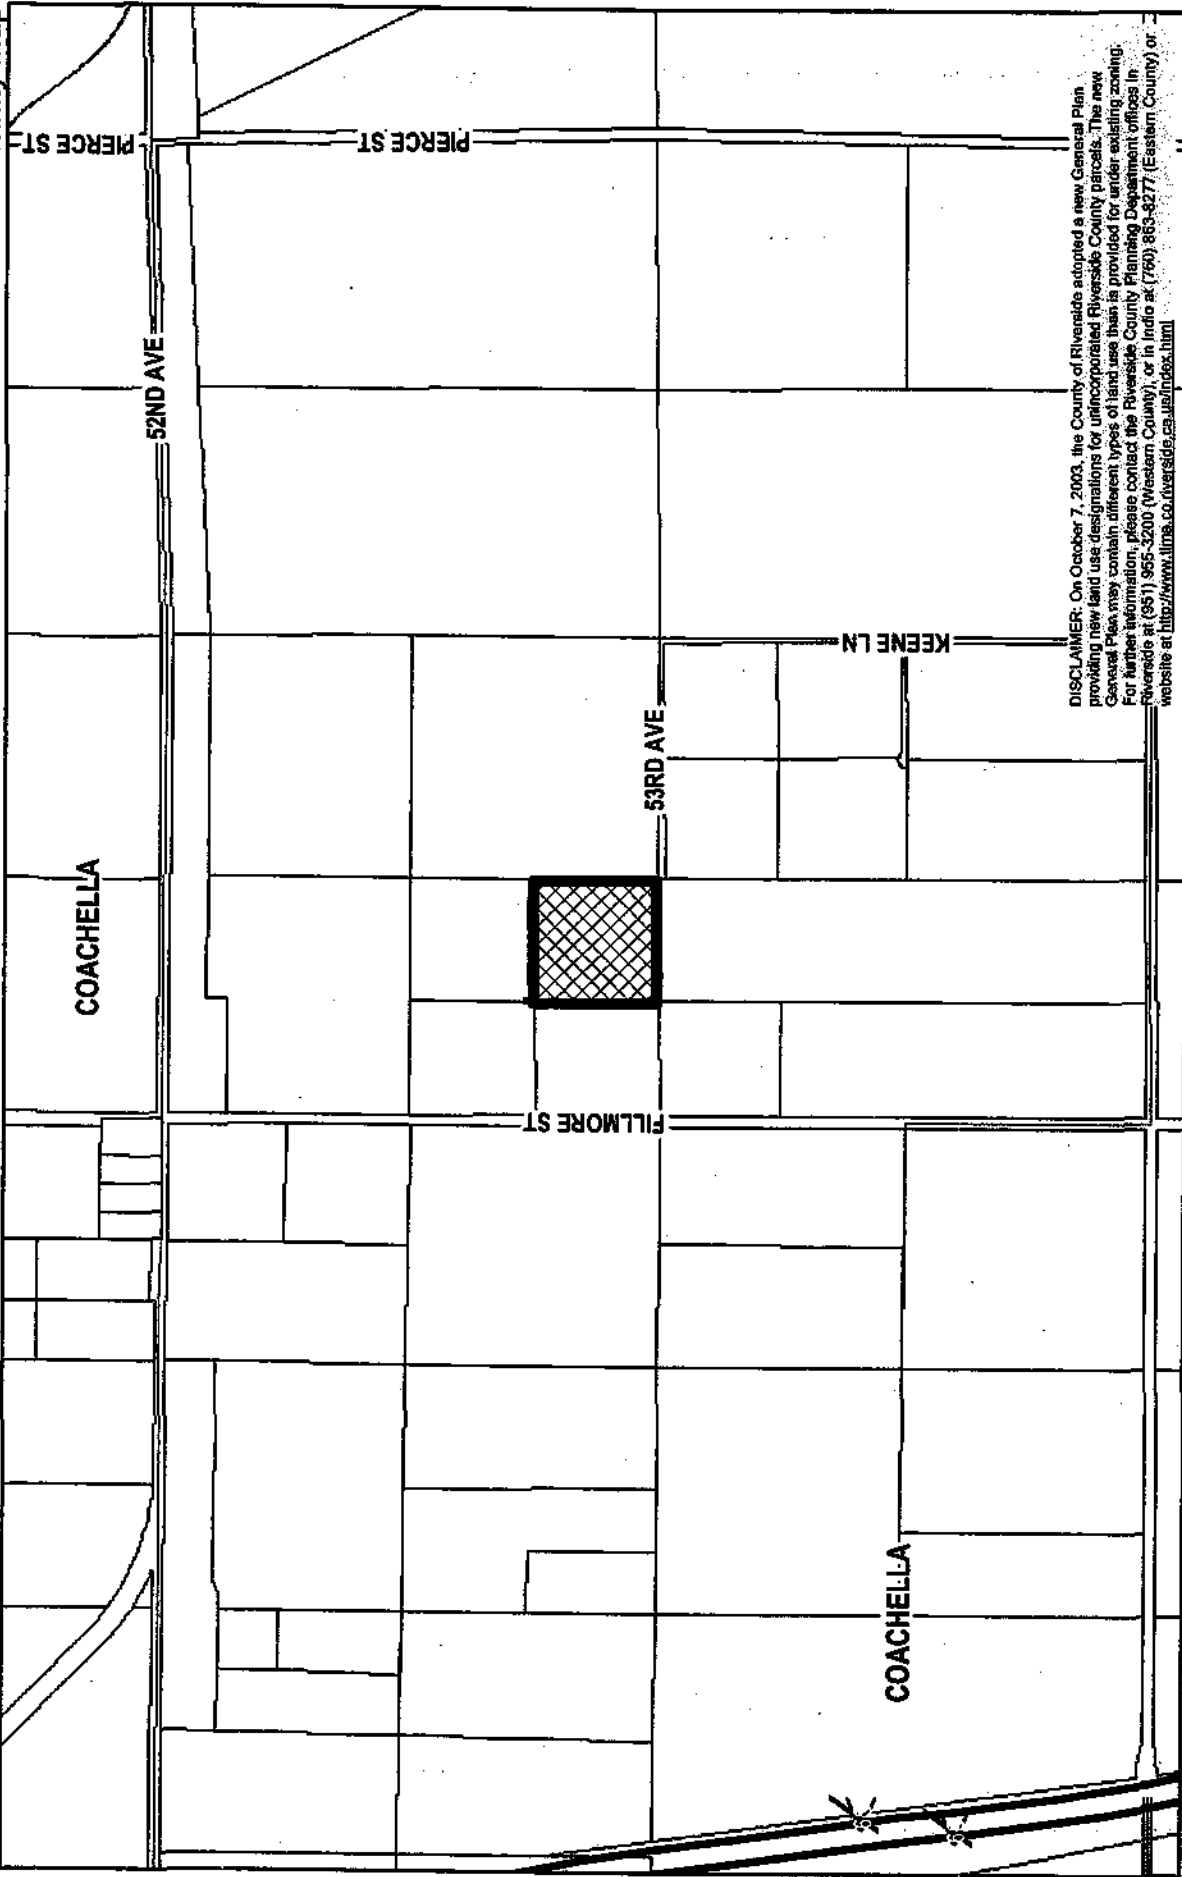 PIERCE ST
PIERCE ST
52ND AVE
COACHELLA
KEENE LN
53RD AVE
FILLMORE ST
COACHELLA
DISCLAIMER: On October 7, 2003, the County of Riverside adopted a new General Plan
providing new land use designations for unincorporated Riverside County parcels. The new
General Plan may contain different types of land use than is provided for under existing zoning.
For further information, please contact the Riverside County Planning Department offices in
Riverside at (951) 955-3200 (Western County), or in Indio at (760) 863-8277 (Eastern County) or
website at http://www.tlma.co.riverside.ca.us/index.html